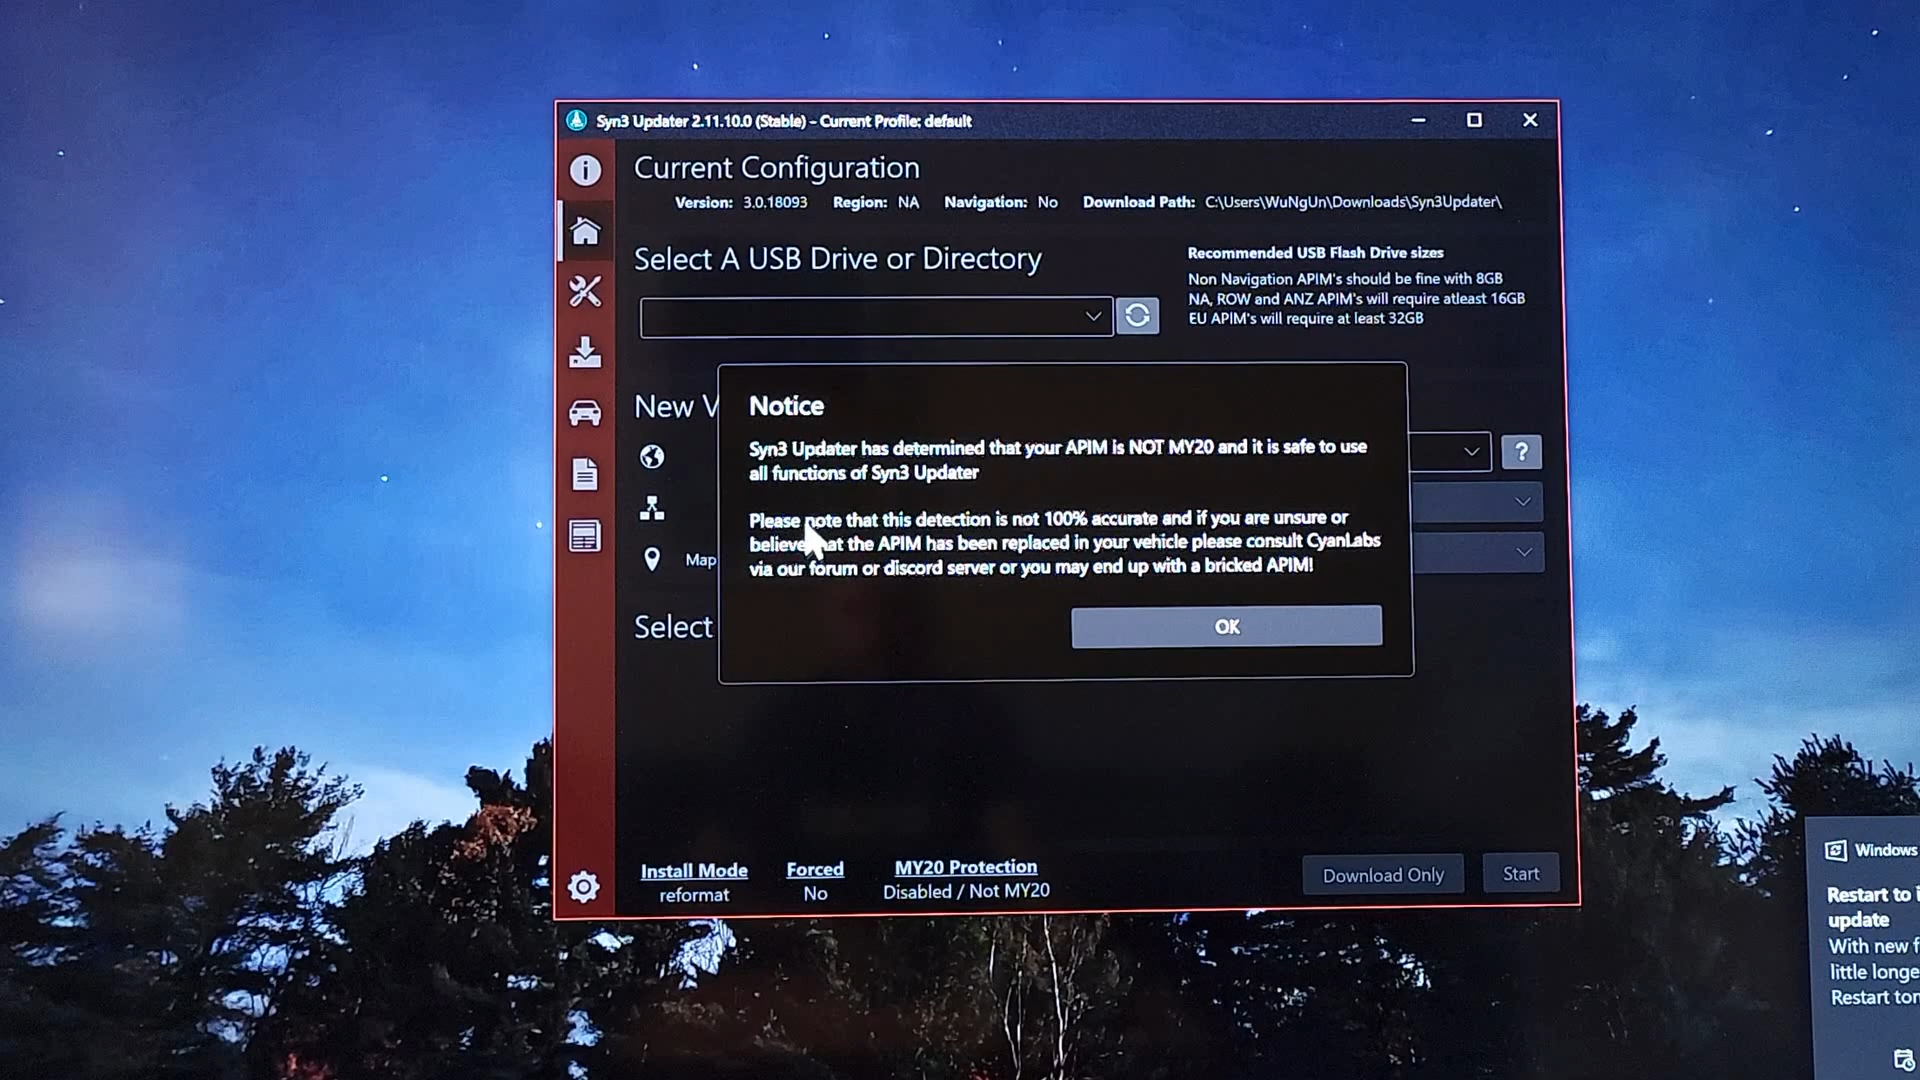 Syn3 Updater 2.11.10.0 (Stable) - Current Profile: default
Current Configuration
Version: 3.0.18093 Region: NA Navigation: No Download Path: C:\Users\WuNgUn\Downloads\Syn3Updater\
Select A USB Drive or Directory
Recommended USB Flash Drive sizes
Non Navigation APIM's should be fine with 8GB
NA, ROW and ANZ APIM's will require atleast 16GB
EU APIM's will require at least 32GB
New V
?
Map
Select
Notice
Syn3 Updater has determined that your APIM is NOT MY20 and it is safe to use
all functions of Syn3 Updater
Please note that this detection is not 100% accurate and if you are unsure or
believe that the APIM has been replaced in your vehicle please consult CyanLabs
via our forum or discord server or you may end up with a bricked APIM!
OK
Install Mode Forced MY20 Protection
reformat No Disabled / Not MY20
Download Only Start
Windows
Restart to i
update
With new f
little longe
Restart ton